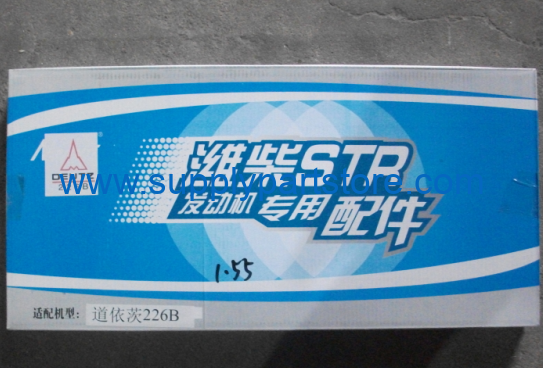 DEUTZ
潍柴STR
发动机 专用 配件
www.supplypartstore.com
1.55
适配机型: 道依茨226B